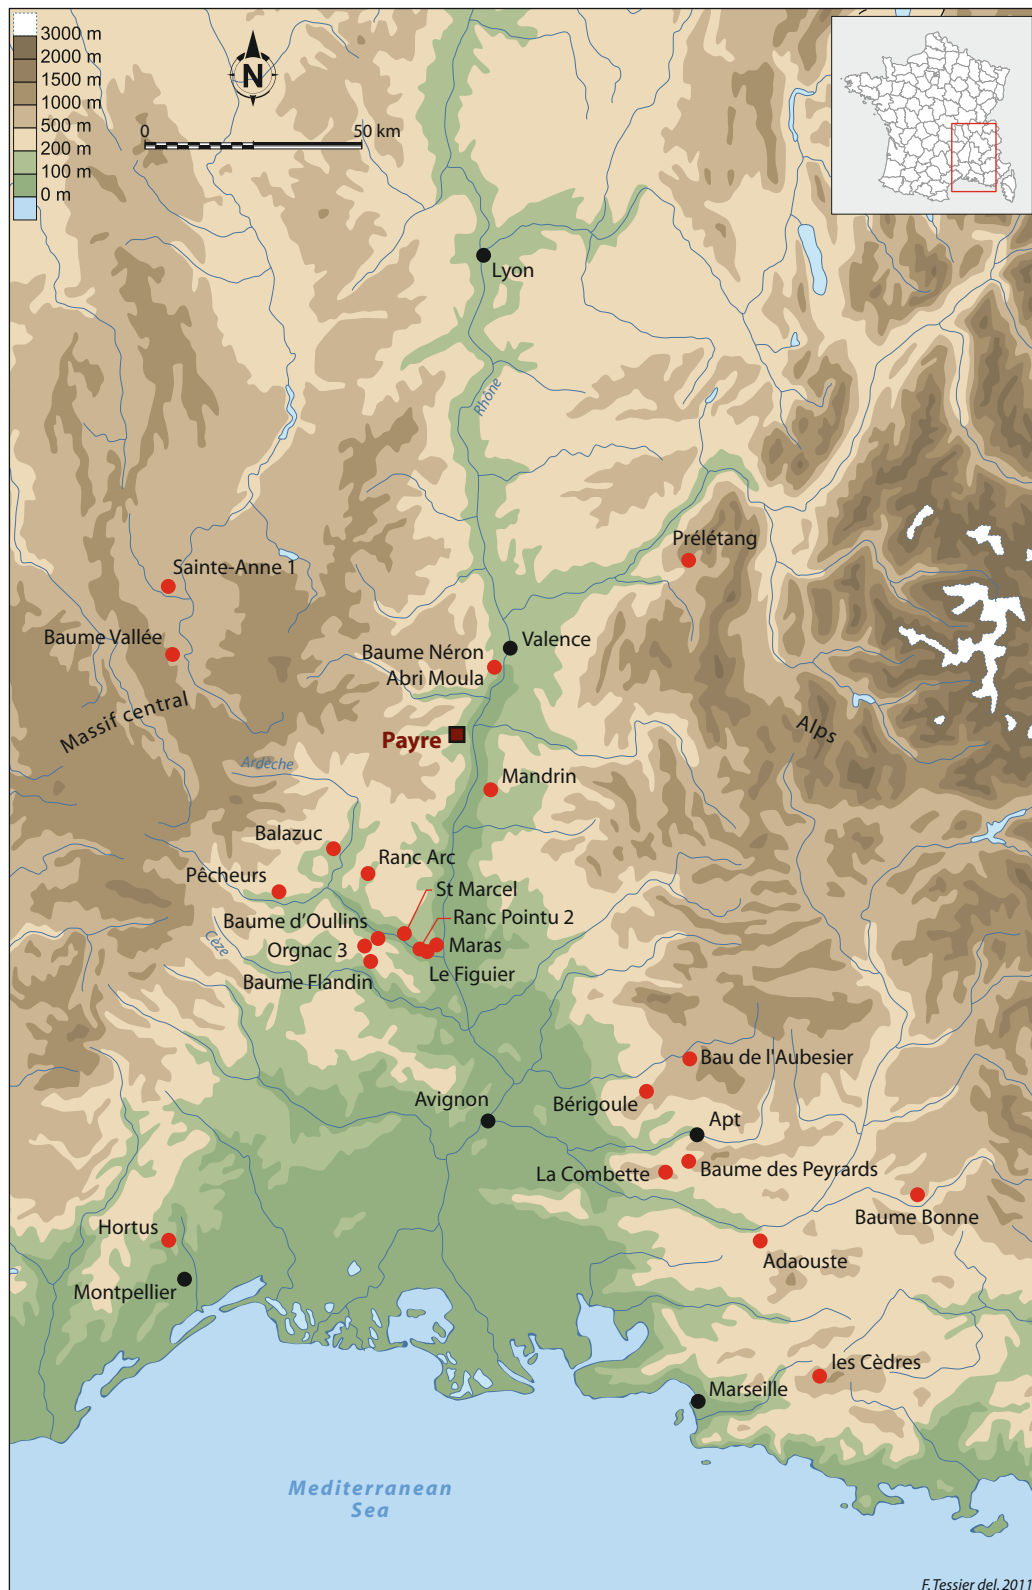 3000 m
2000 m
1500 m
1000 m
500 m
200 m
100 m
0 m
N
0
50 km
Lyon
Rhône
Prélétang
Sainte-Anne 1
Baume Vallée
Valence
Baume Néron
Abri Moula
Massif central
Payre
Alps
Ardèche
Mandrin
Balazuc
Ranc Arc
Pêcheurs
St Marcel
Baume d'Oullins
Ranc Pointu 2
Cèze
Orgnac 3
Maras
Baume Flandin
Le Figuier
Bau de l'Aubesier
Avignon
Bérigoule
Apt
La Combette
Baume des Peyrards
Baume Bonne
Hortus
Adaouste
Montpellier
les Cèdres
Marseille
Mediterranean
Sea
F. Tessier del. 2011